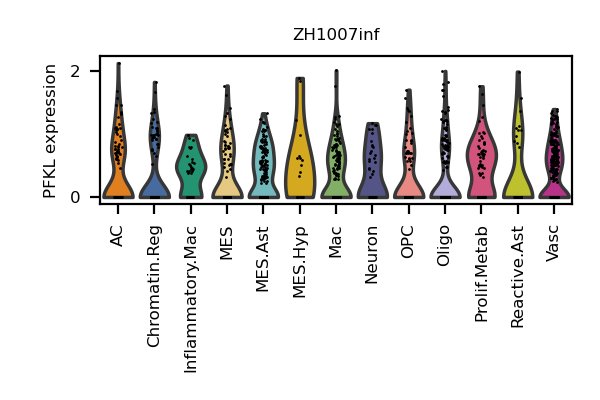 ZH1007inf
PFKL expression
2
0
AC
Chromatin.Reg
Inflammatory.Mac
MES
MES.Ast
MES.Hyp
Mac
Neuron
OPC
Oligo
Prolif.Metab
Reactive.Ast
Vasc